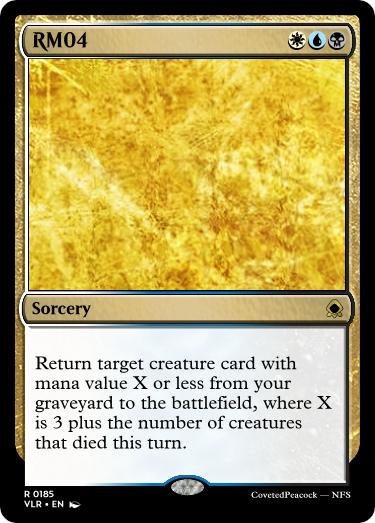 RM04
Sorcery
Return target creature card with
mana value X or less from your
graveyard to the battlefield, where X
is 3 plus the number of creatures
that died this turn.
R 0185
VLR • EN
CovetedPeacock — NFS